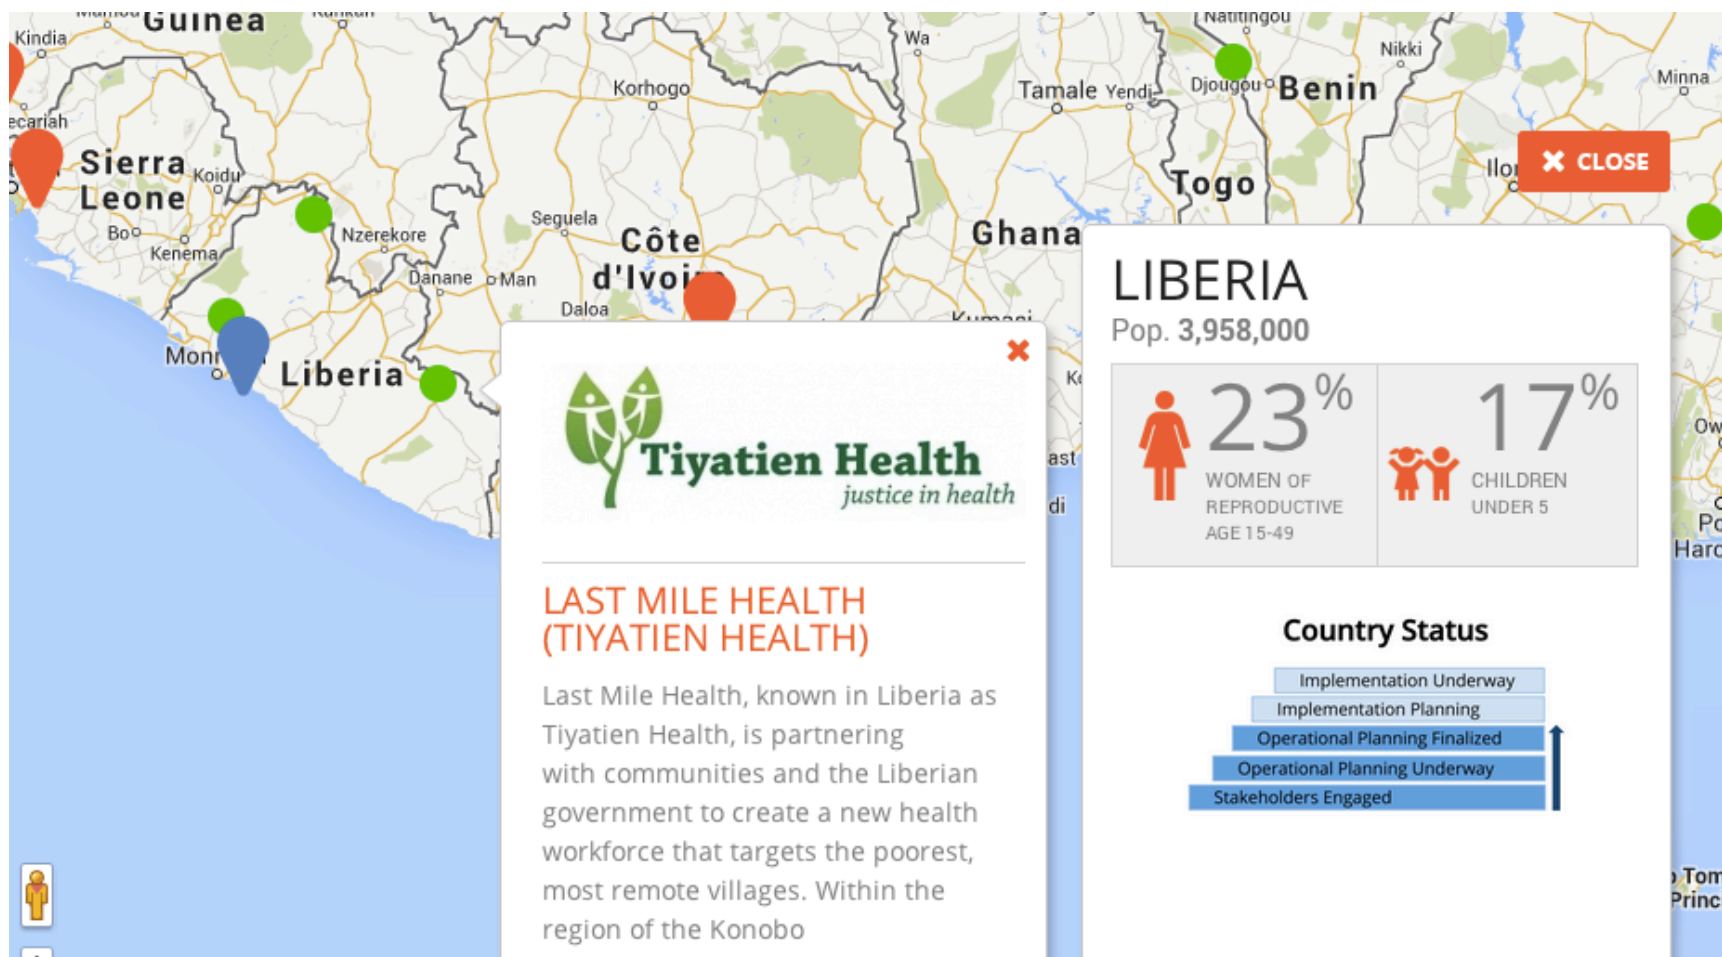 Guinea
Kindia
Wa
Natitingou
Nikki
Korhogo
Tamale
Yendi
Djougou
Benin
Minna
Sierra
Leone
Koidu
CLOSE
Togo
Bo
Kenema
Nzerekore
Seguela
Côte
Ghana
Danane
Man
Daloa
Liberia
LIBERIA
Pop. 3,958,000
23%
WOMEN OF
REPRODUCTIVE
AGE 15-49
17%
CHILDREN
UNDER 5
Country Status
Implementation Underway
Implementation Planning
Operational Planning Finalized
Operational Planning Underway
Stakeholders Engaged
Tiyatien Health
justice in health
LAST MILE HEALTH
(TIYATIEN HEALTH)
Last Mile Health, known in Liberia as
Tiyatien Health, is partnering
with communities and the Liberian
government to create a new health
workforce that targets the poorest,
most remote villages. Within the
region of the Konobo